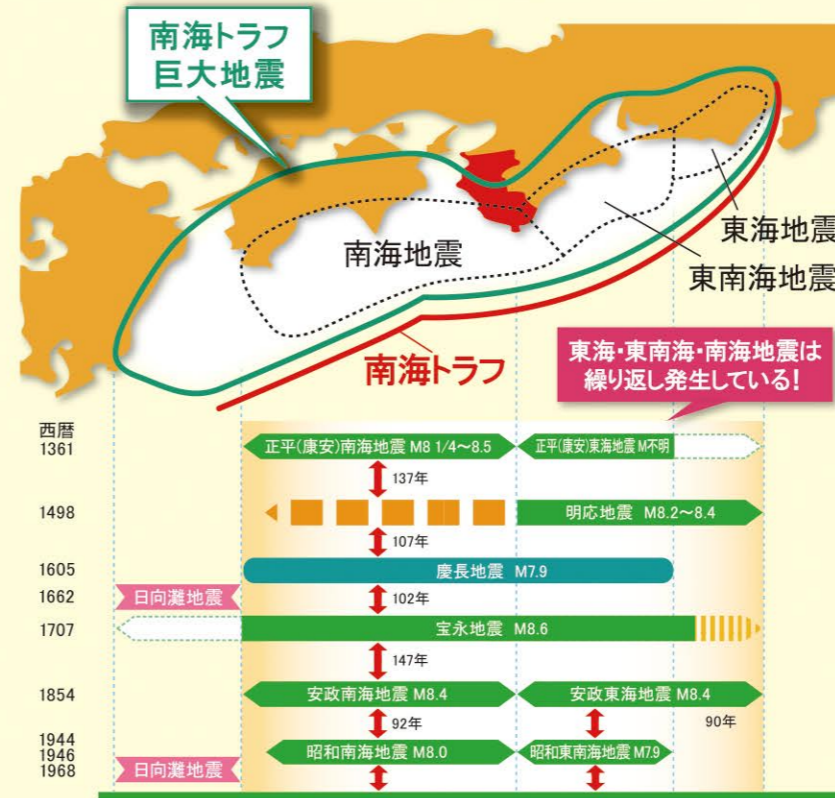 南海トラフ
巨大地震
南海地震
東海地震
東南海地震
南海トラフ
東海・東南海・南海地震は
繰り返し発生している!
西暦
1361
正平(康安)南海地震 M8 1/4〜8.5
正平(康安)東海地震 M不明
137年
1498
明応地震 M8.2〜8.4
107年
1605
慶長地震 M7.9
1662
日向灘地震
102年
1707
宝永地震 M8.6
147年
1854
安政南海地震 M8.4
安政東海地震 M8.4
92年
90年
1944
1946
昭和南海地震 M8.0
昭和東南海地震 M7.9
1968
日向灘地震